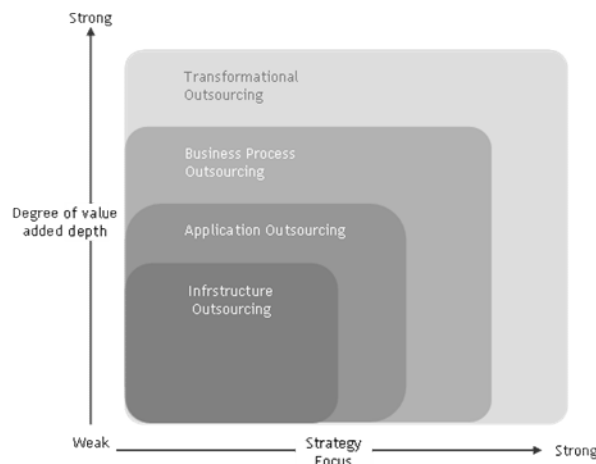 Strong
Transformational
Outsourcing
Business Process
Outsourcing
Degree of value
added depth
Application Outsourcing
Infrstructure
Outsourcing
Weak
Strategy
Focus
Strong